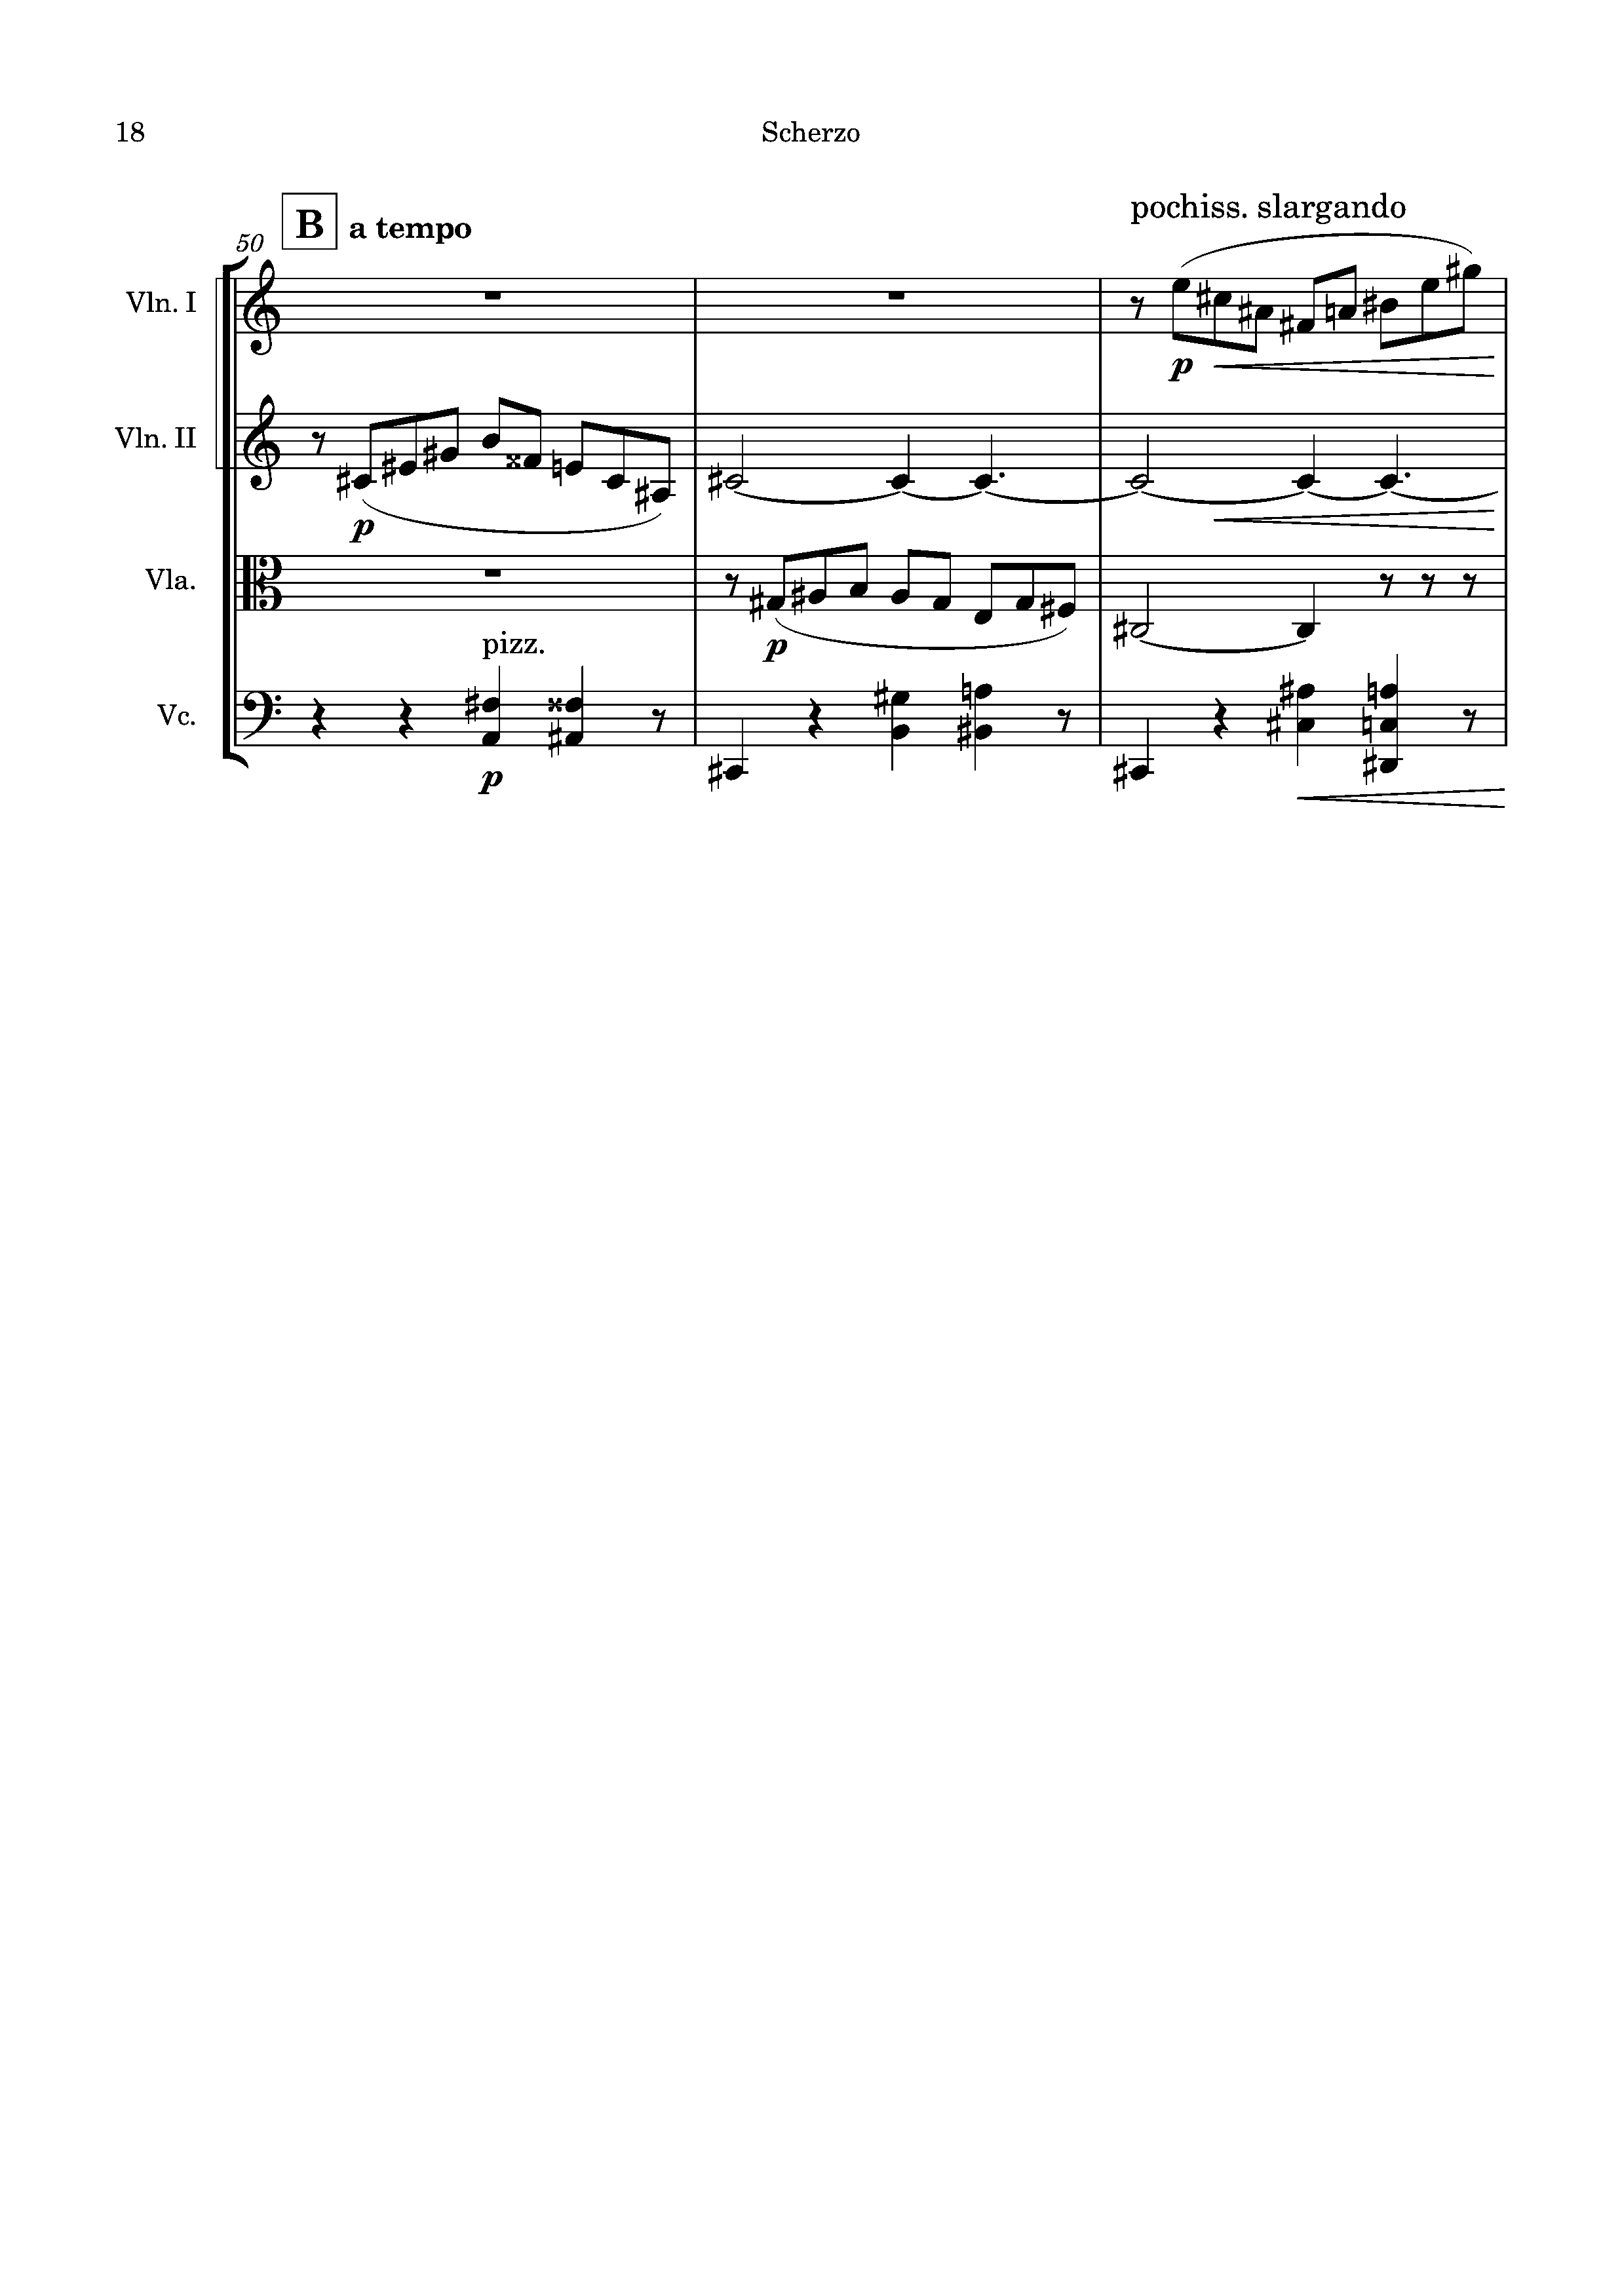 18 Scherzo
pochiss. slargando
B a tempo
50
Vln. I
p
Vln. II
p
Vla.
p
pizz.
Vc.
p